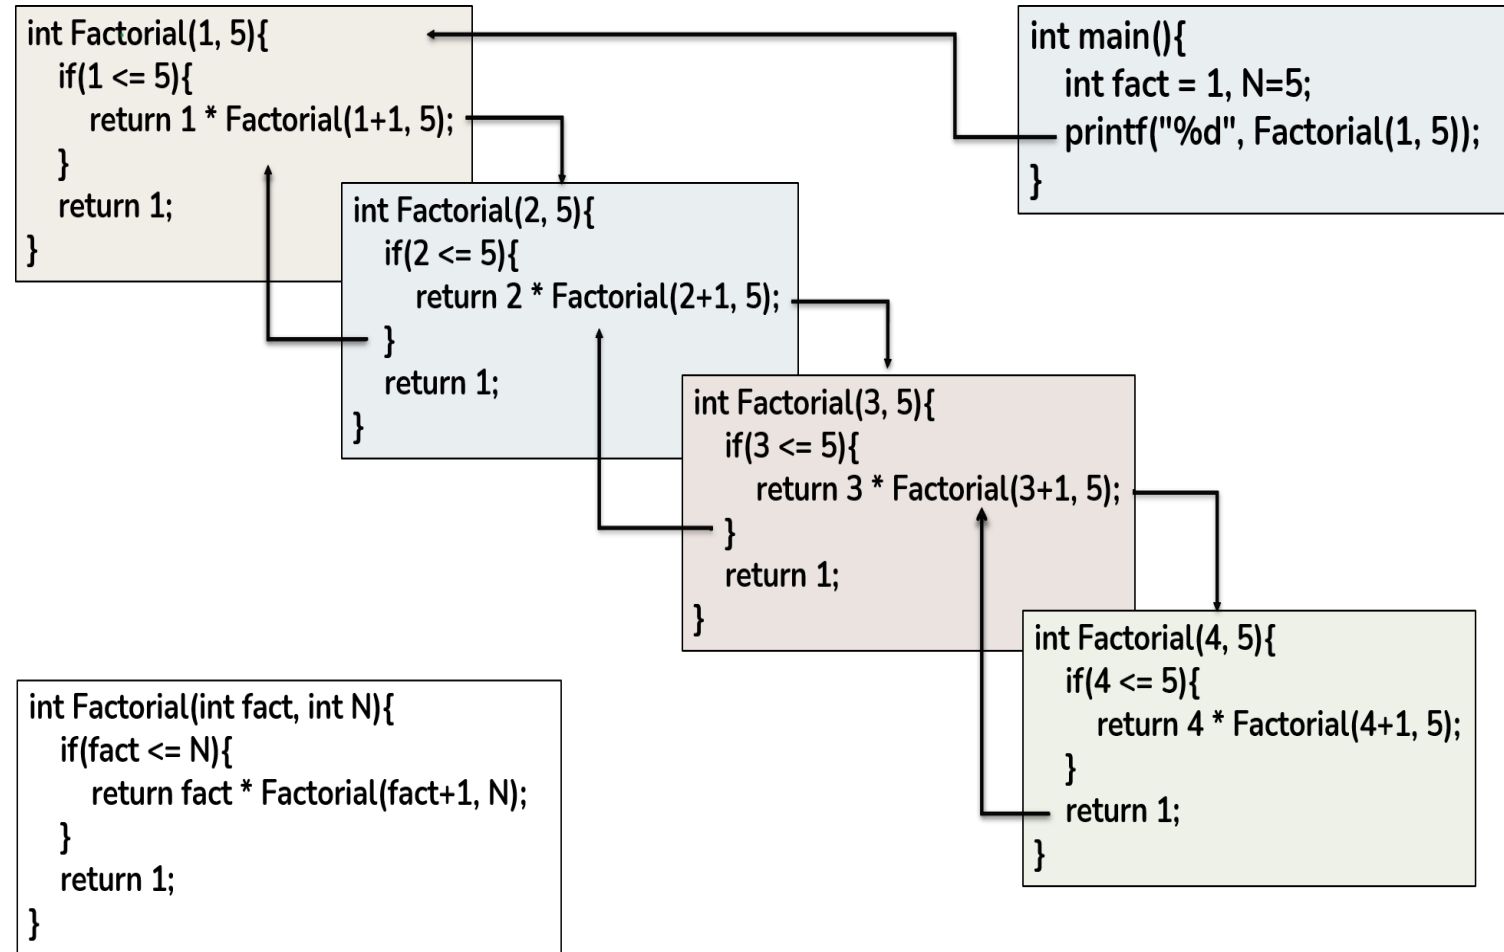 int Factorial(1, 5){
if(1 <= 5){
return 1 * Factorial(1+1, 5);
}
return 1;
}
int main(){
int fact = 1, N=5;
printf("%d", Factorial(1, 5));
}
int Factorial(2, 5){
if(2 <= 5){
return 2 * Factorial(2+1, 5);
}
return 1;
}
int Factorial(3, 5){
if(3 <= 5){
return 3 * Factorial(3+1, 5);
}
return 1;
}
int Factorial(4, 5){
if(4 <= 5){
return 4 * Factorial(4+1, 5);
}
return 1;
}
int Factorial(int fact, int N){
if(fact <= N){
return fact * Factorial(fact+1, N);
}
return 1;
}